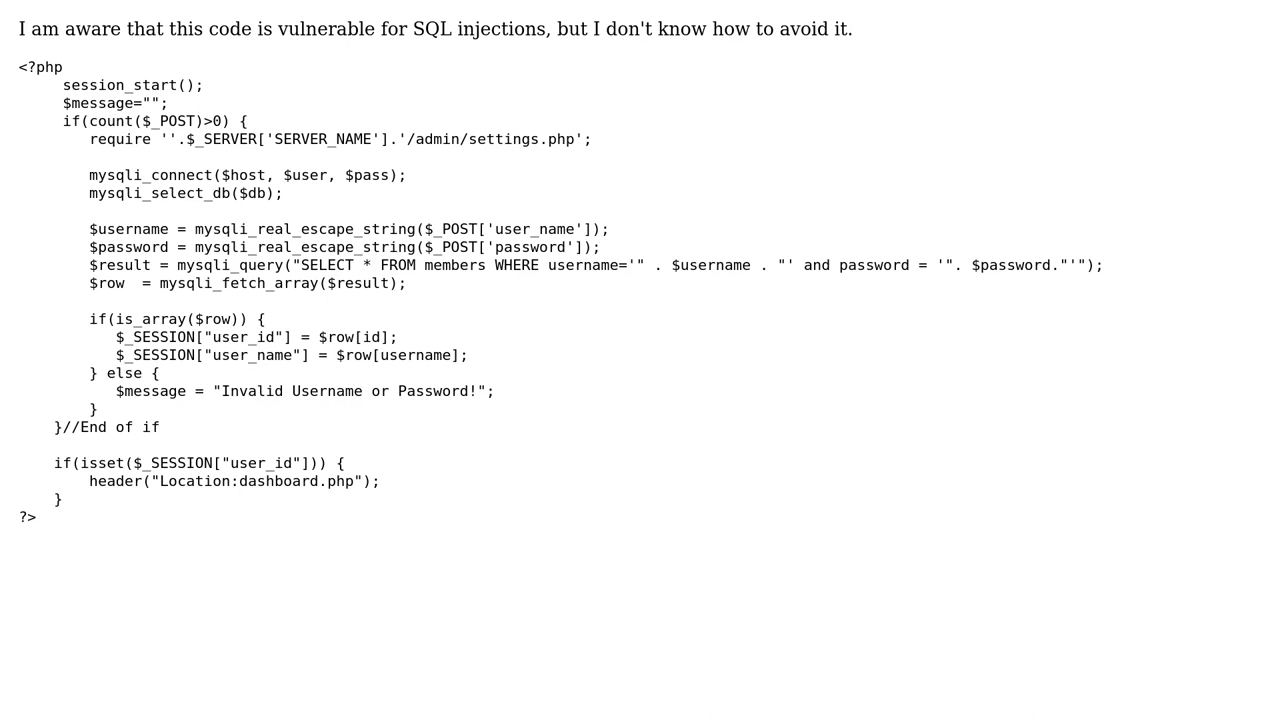 I am aware that this code is vulnerable for SQL injections, but I don't know how to avoid it.
<?php
     session_start();
     $message="";
     if(count($_POST)>0) {
        require ''.$_SERVER['SERVER_NAME'].'/admin/settings.php';

        mysqli_connect($host, $user, $pass);
        mysqli_select_db($db);

        $username = mysqli_real_escape_string($_POST['user_name']);
        $password = mysqli_real_escape_string($_POST['password']);
        $result = mysqli_query("SELECT * FROM members WHERE username='" . $username . "' and password = '". $password."'");
        $row  = mysqli_fetch_array($result);

        if(is_array($row)) {
           $_SESSION["user_id"] = $row[id];
           $_SESSION["user_name"] = $row[username];
        } else {
           $message = "Invalid Username or Password!";
        }
    }//End of if

    if(isset($_SESSION["user_id"])) {
        header("Location:dashboard.php");
    }
?>